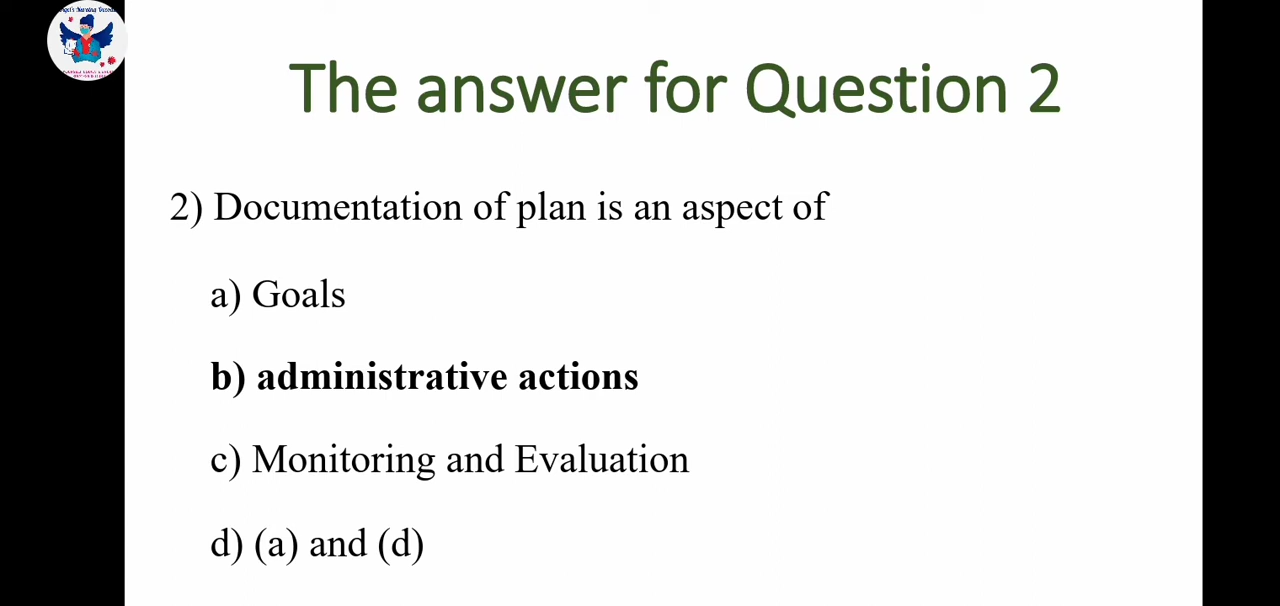 The answer for Question 2
2) Documentation of plan is an aspect of
a) Goals
b) administrative actions
c) Monitoring and Evaluation
d) (a) and (d)